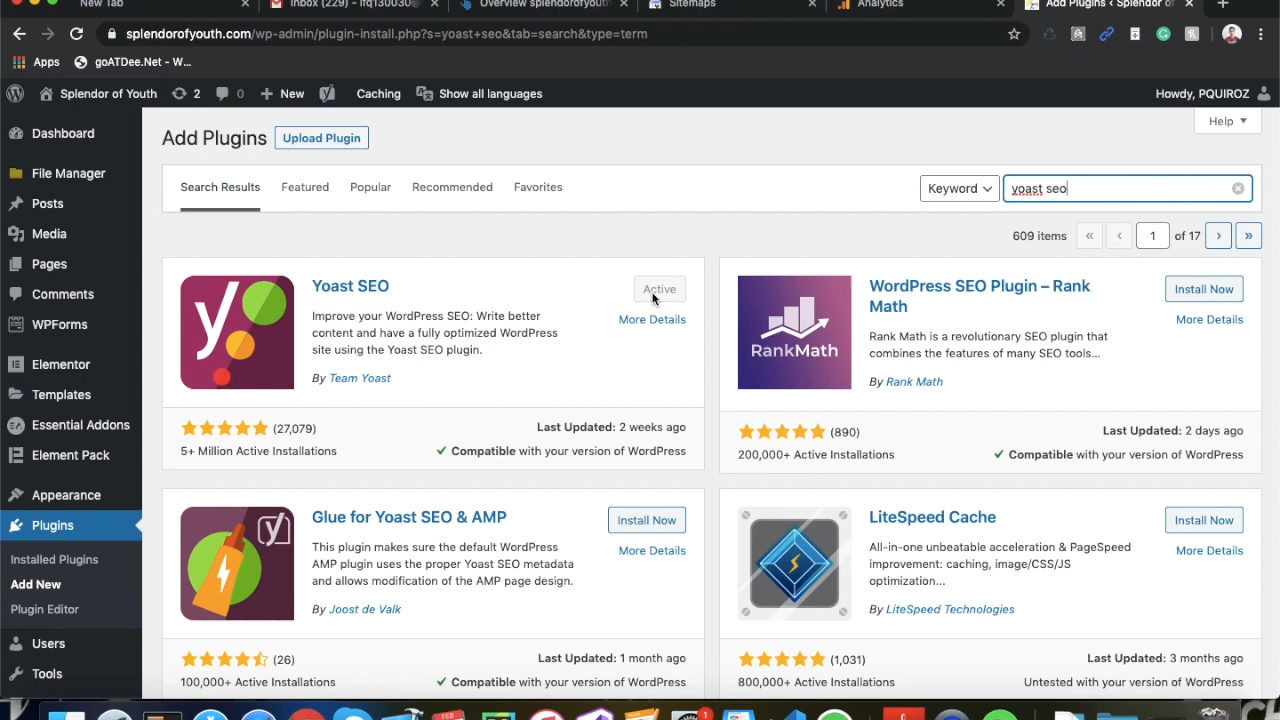 New Tab
Inbox (209) - lfq130030@
Overview splendorofyouth
Sitemaps
Analytics
Add Plugins ‹ Splendor of
splendorofyouth.com/wp-admin/plugin-install.php?s=yoast+seo&tab=search&type=term
Apps
goATDee.Net - W...
Splendor of Youth
2
0
New
Caching
Show all languages
Howdy, PQUIROZ
Dashboard
File Manager
Posts
Media
Pages
Comments
WPForms
Elementor
Templates
Essential Addons
Element Pack
Appearance
Plugins
Installed Plugins
Add New
Plugin Editor
Users
Tools
Add Plugins
Upload Plugin
Help
Search Results
Featured
Popular
Recommended
Favorites
Keyword
yoast seo
609 items
«
‹
1
of 17
›
»
Yoast SEO
Active
More Details
Improve your WordPress SEO: Write better
content and have a fully optimized WordPress
site using the Yoast SEO plugin.
By Team Yoast
(27,079)
Last Updated: 2 weeks ago
5+ Million Active Installations
Compatible with your version of WordPress
RankMath
WordPress SEO Plugin – Rank
Math
Install Now
More Details
Rank Math is a revolutionary SEO plugin that
combines the features of many SEO tools...
By Rank Math
(890)
Last Updated: 2 days ago
200,000+ Active Installations
Compatible with your version of WordPress
Glue for Yoast SEO & AMP
Install Now
More Details
This plugin makes sure the default WordPress
AMP plugin uses the proper Yoast SEO metadata
and allows modification of the AMP page design.
By Joost de Valk
(26)
Last Updated: 1 month ago
100,000+ Active Installations
Compatible with your version of WordPress
LiteSpeed Cache
Install Now
More Details
All-in-one unbeatable acceleration & PageSpeed
improvement: caching, image/CSS/JS
optimization...
By LiteSpeed Technologies
(1,031)
Last Updated: 3 months ago
800,000+ Active Installations
Untested with your version of WordPress
FEB
1